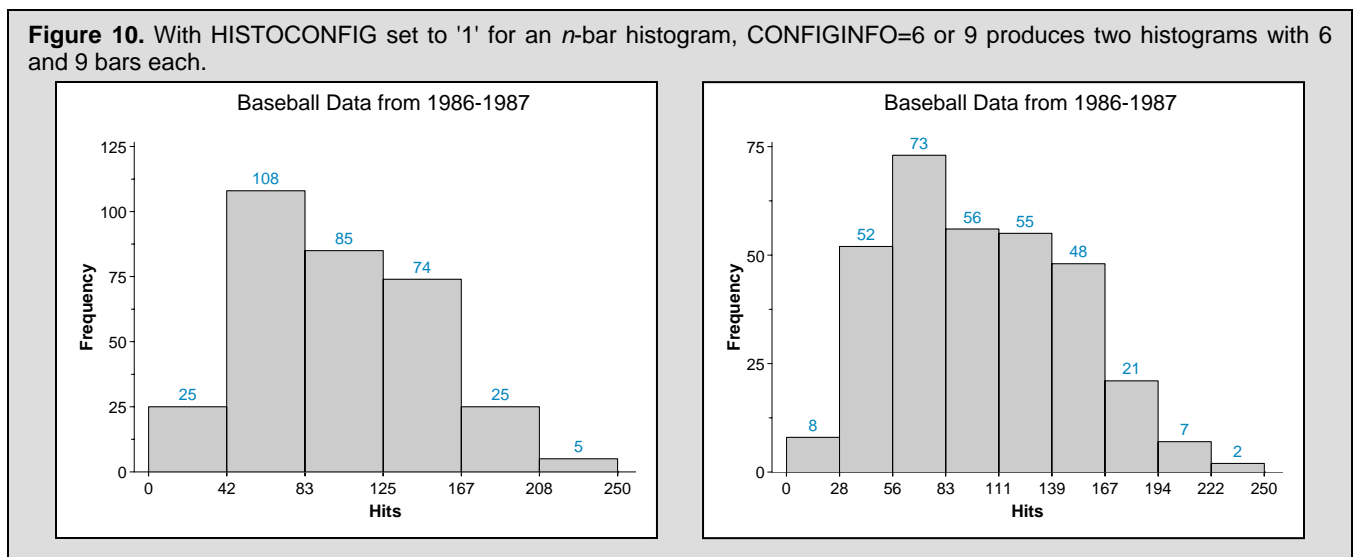 Figure 10. With HISTOCONFIG set to '1' for an n-bar histogram, CONFIGINFO=6 or 9 produces two histograms with 6
and 9 bars each.
Baseball Data from 1986-1987
125
100
75
50
25
0
Frequency
108
85
74
25
25
5
0 42 83 125 167 208 250
Hits
Baseball Data from 1986-1987
75
50
25
0
Frequency
73
52
56
55
48
21
8
7
2
0 28 56 83 111 139 167 194 222 250
Hits